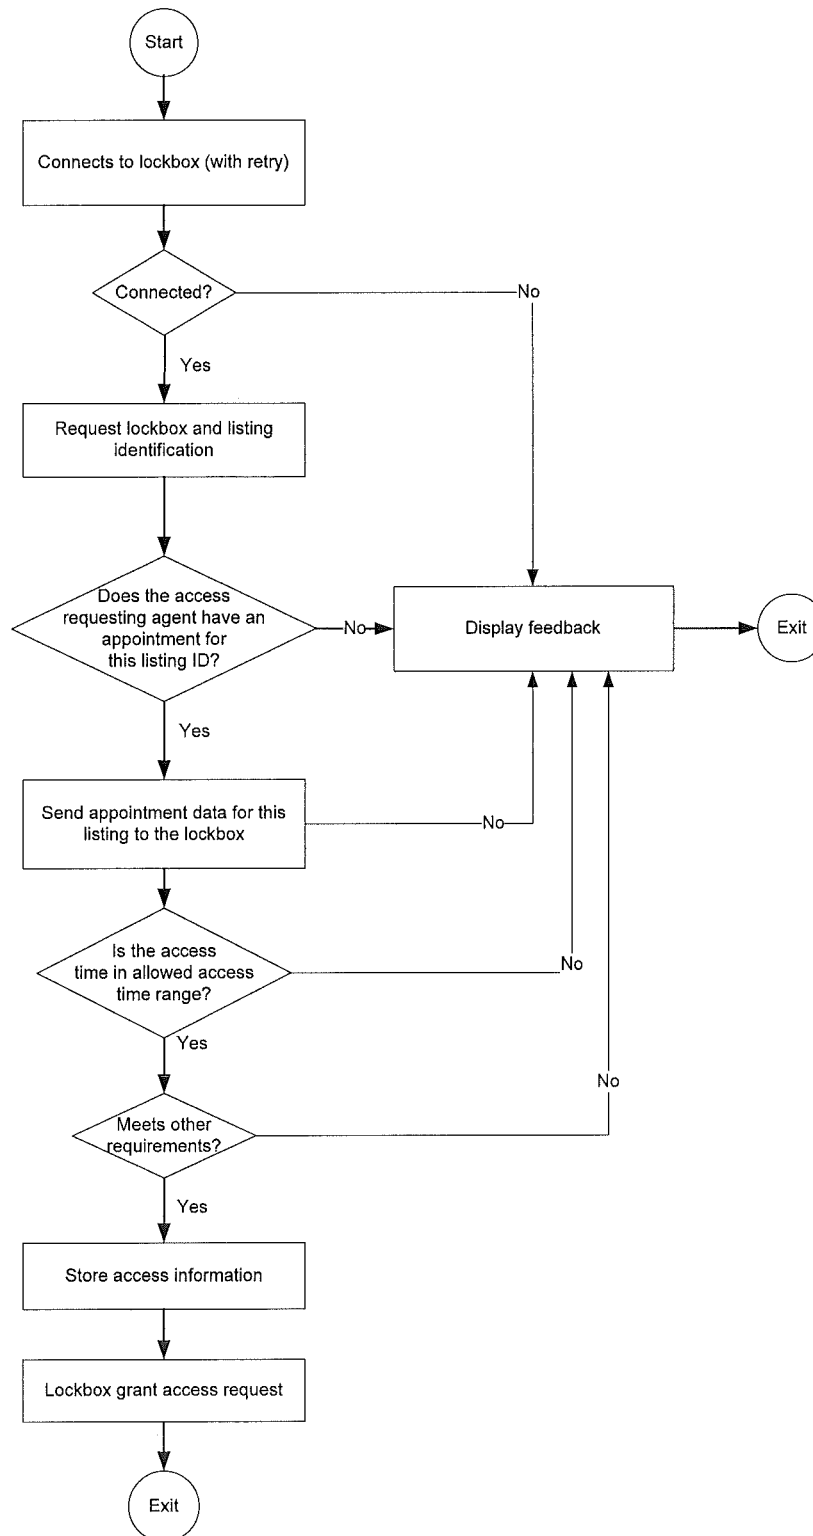 Start
Connects to lockbox (with retry)
Connected?
No
Yes
Request lockbox and listing
identification
Does the access
requesting agent have an
appointment for
this listing ID?
No
Display feedback
Exit
Yes
Send appointment data for this
listing to the lockbox
No
Is the access
time in allowed access
time range?
No
Yes
No
Meets other
requirements?
Yes
Store access information
Lockbox grant access request
Exit